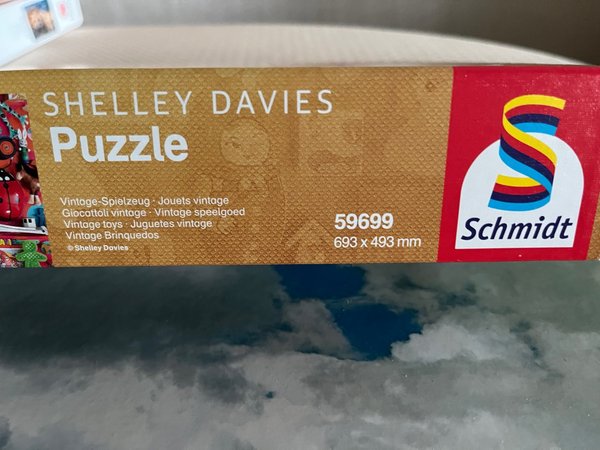 SHELLEY DAVIES
Puzzle
Vintage-Spielzeug · Jouets vintage
Giocattoli vintage · Vintage speelgoed
Vintage toys · Juguetes vintage
Vintage Brinquedos
© Shelley Davies
59699
693 x 493 mm
Schmidt